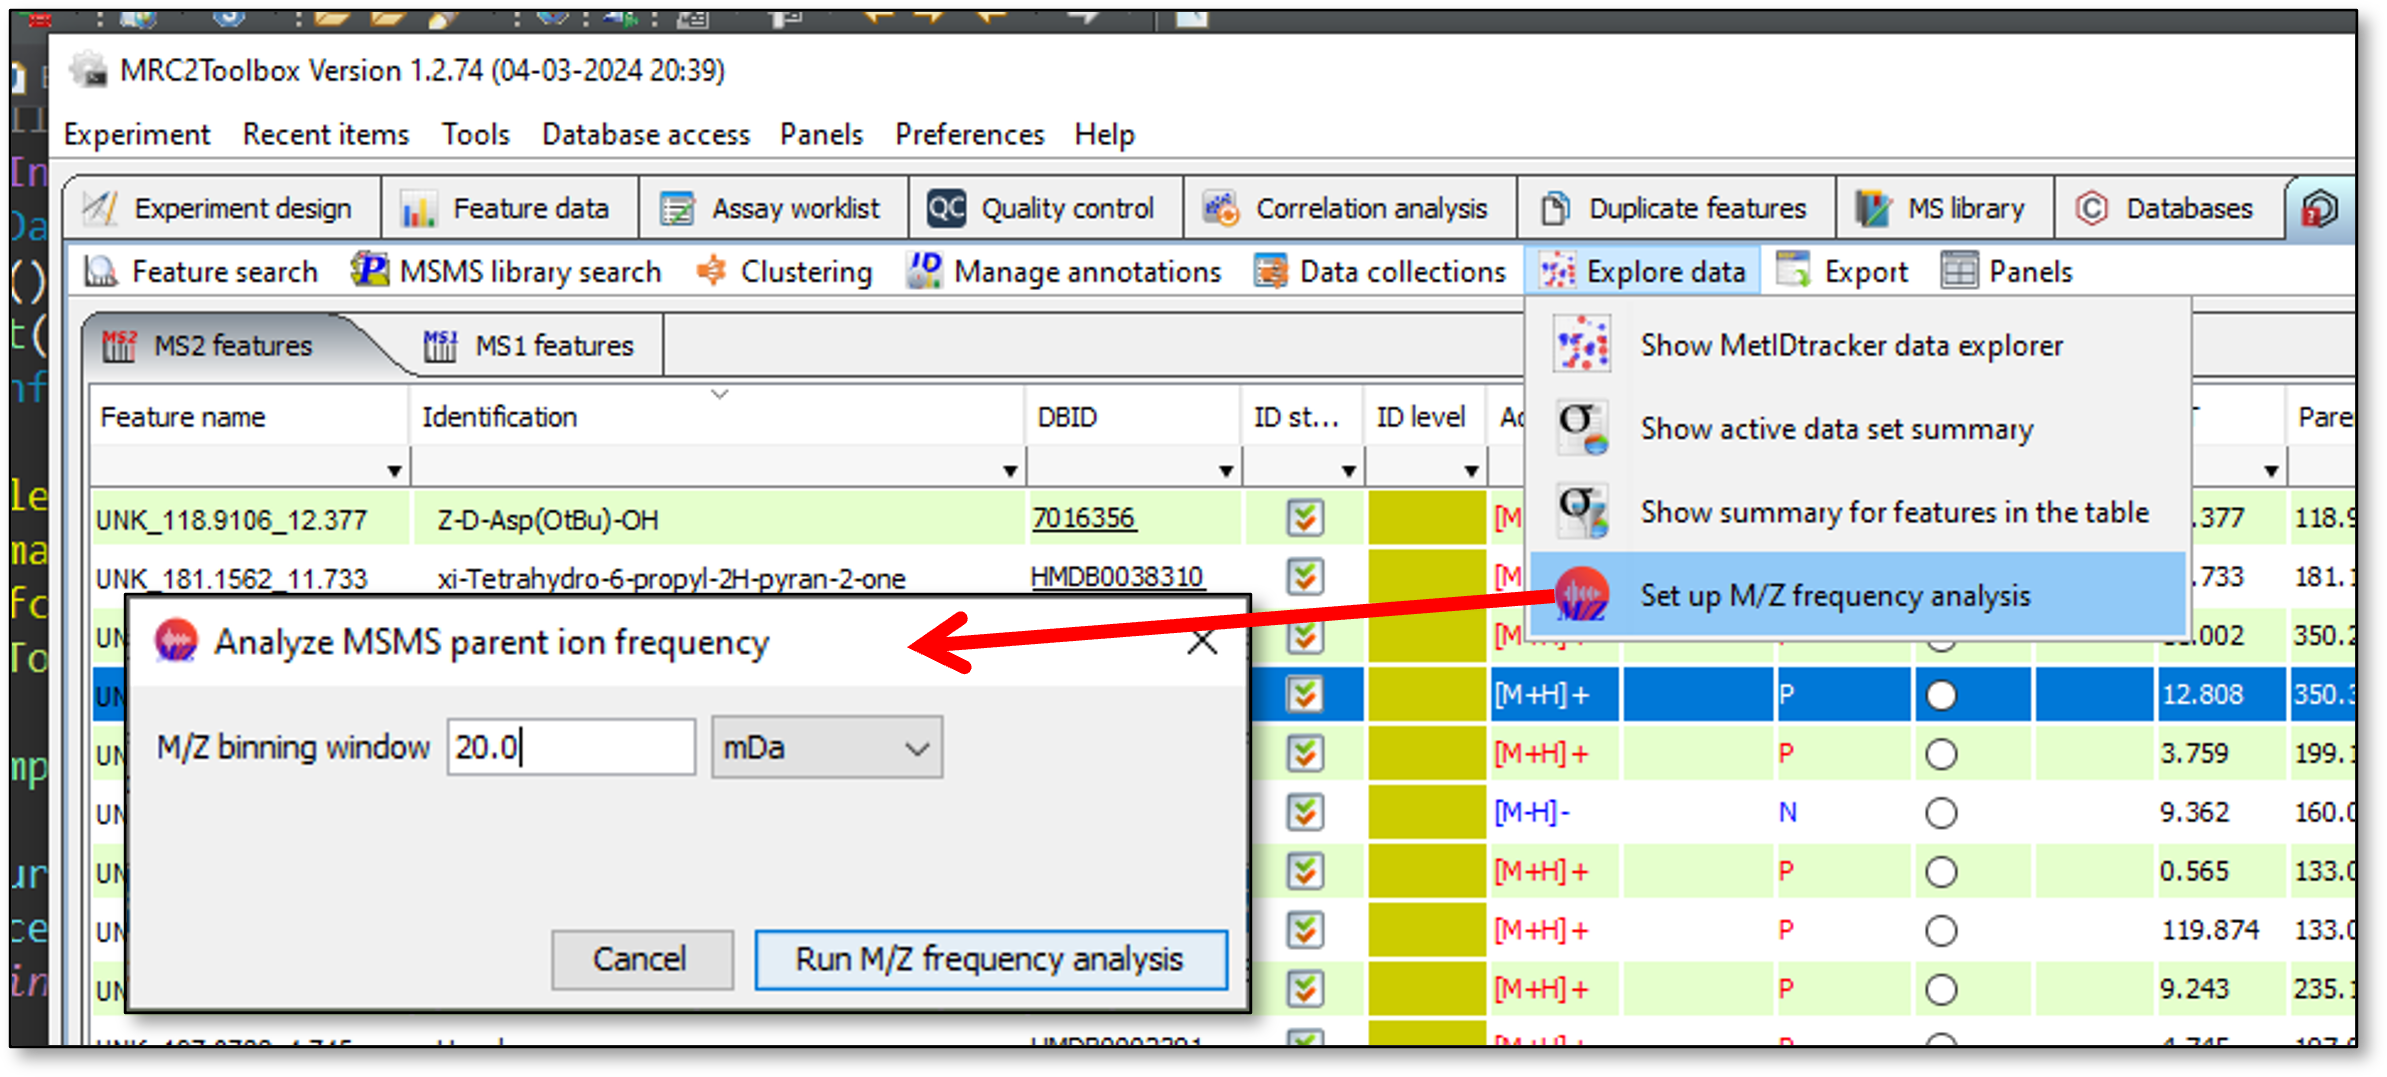 MRC2Toolbox Version 1.2.74 (04-03-2024 20:39)
Experiment Recent items Tools Database access Panels Preferences Help
Experiment design Feature data Assay worklist QC Quality control Correlation analysis Duplicate features MS library Databases
Feature search MSMS library search Clustering ID Manage annotations Data collections Explore data Export Panels
MS2 MS2 features MS1 MS1 features
Show MetIDtracker data explorer
Show active data set summary
Show summary for features in the table
M/Z Set up M/Z frequency analysis
Feature name Identification DBID ID st... ID level
UNK_118.9106_12.377 Z-D-Asp(OtBu)-OH 7016356 [M .377 118.9
UNK_181.1562_11.733 xi-Tetrahydro-6-propyl-2H-pyran-2-one HMDB0038310 [M .733 181.1
UN .002 350.2
UN [M+H]+ P 12.808 350.3
UN [M+H]+ P 3.759 199.1
UN [M-H]- N 9.362 160.0
UN [M+H]+ P 0.565 133.0
UN [M+H]+ P 119.874 133.0
UN [M+H]+ P 9.243 235.1
Analyze MSMS parent ion frequency
M/Z binning window 20.0 mDa
Cancel Run M/Z frequency analysis